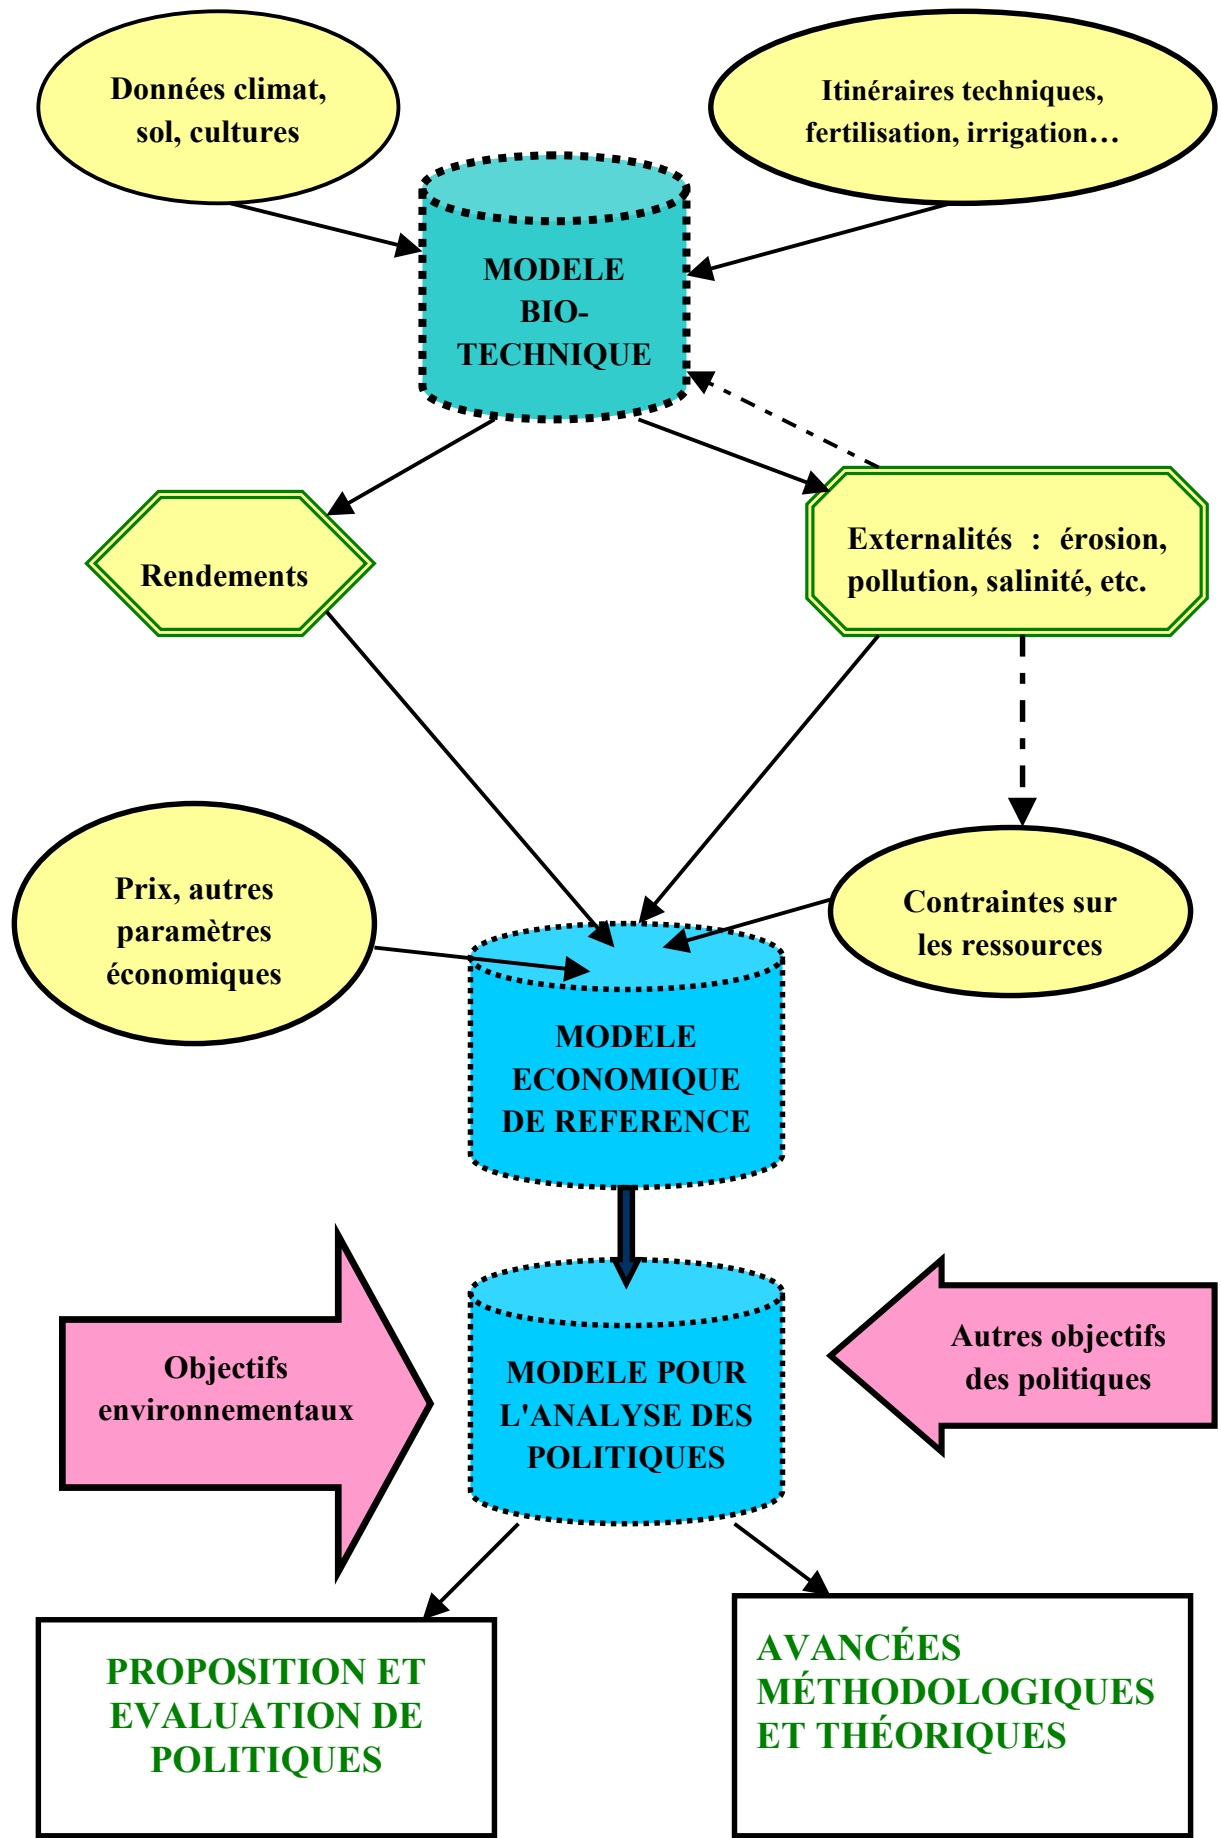 Données climat,
sol, cultures
Itinéraires techniques,
fertilisation, irrigation…
MODELE
BIO-
TECHNIQUE
Rendements
Externalités : érosion,
pollution, salinité, etc.
Prix, autres
paramètres
économiques
Contraintes sur
les ressources
MODELE
ECONOMIQUE
DE REFERENCE
Objectifs
environnementaux
MODELE POUR
L'ANALYSE DES
POLITIQUES
Autres objectifs
des politiques
PROPOSITION ET
EVALUATION DE
POLITIQUES
AVANCÉES
MÉTHODOLOGIQUES
ET THÉORIQUES